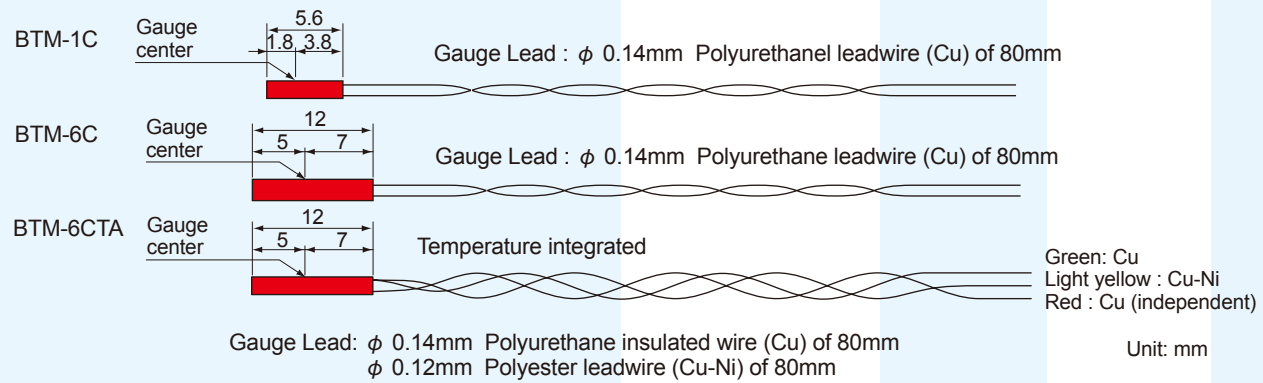 BTM-1C
Gauge
center
5.6
1.8 3.8
Gauge Lead : φ 0.14mm Polyurethanel leadwire (Cu) of 80mm
BTM-6C
Gauge
center
12
5 7
Gauge Lead : φ 0.14mm Polyurethane leadwire (Cu) of 80mm
BTM-6CTA
Gauge
center
12
5 7
Temperature integrated
Green: Cu
Light yellow : Cu-Ni
Red : Cu (independent)
Gauge Lead: φ 0.14mm Polyurethane insulated wire (Cu) of 80mm
φ 0.12mm Polyester leadwire (Cu-Ni) of 80mm
Unit: mm